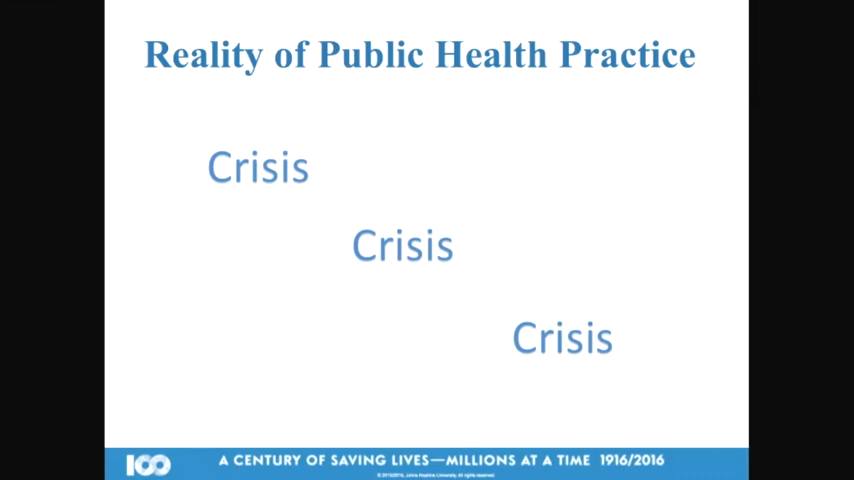 Reality of Public Health Practice
Crisis
Crisis
Crisis
100 A CENTURY OF SAVING LIVES—MILLIONS AT A TIME 1916/2016